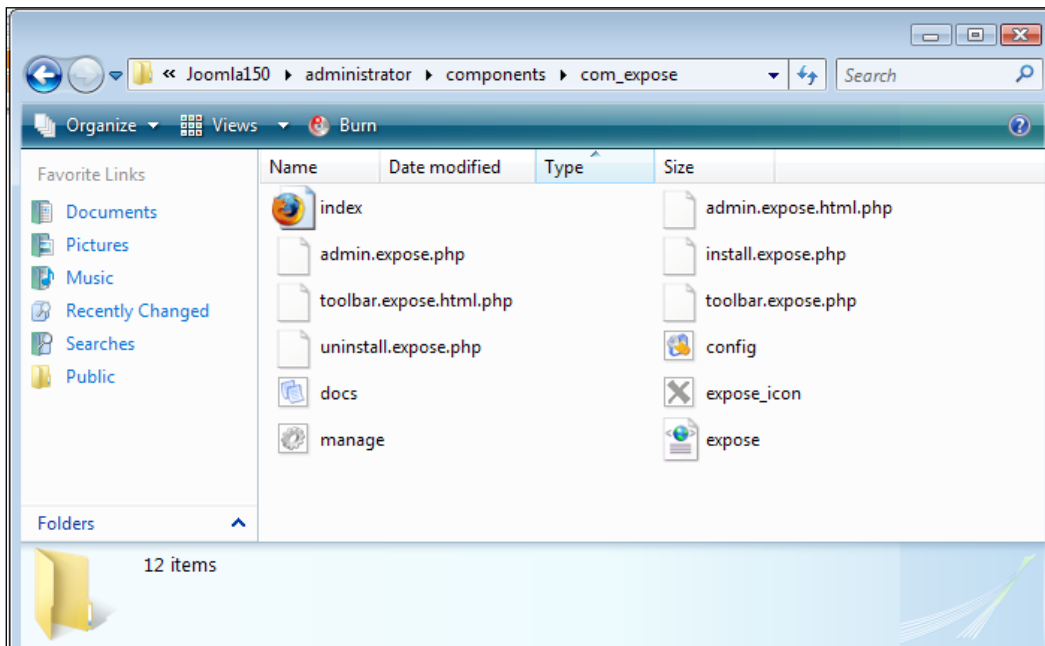 « Joomla150 ▸ administrator ▸ components ▸ com_expose
Search
Organize Views Burn
Favorite Links
Documents
Pictures
Music
Recently Changed
Searches
Public
Folders
Name Date modified Type Size
index admin.expose.html.php
admin.expose.php install.expose.php
toolbar.expose.html.php toolbar.expose.php
uninstall.expose.php config
docs expose_icon
manage expose
12 items